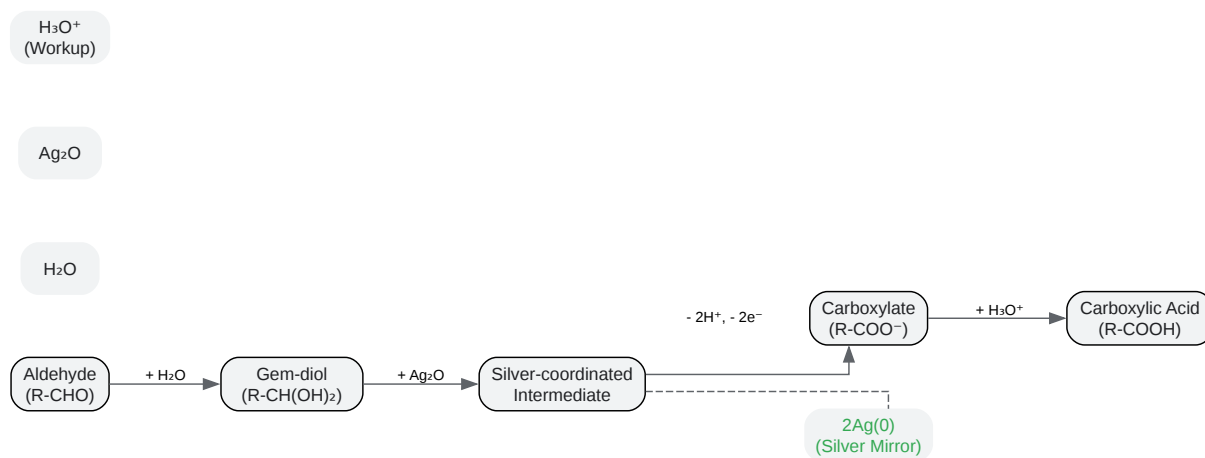 H₃O⁺
(Workup)
Ag₂O
H₂O
- 2H⁺, - 2e⁻
Carboxylate
(R-COO⁻)
+ H₃O⁺
Carboxylic Acid
(R-COOH)
Aldehyde
(R-CHO)
+ H₂O
Gem-diol
(R-CH(OH)₂)
+ Ag₂O
Silver-coordinated
Intermediate
2Ag(0)
(Silver Mirror)